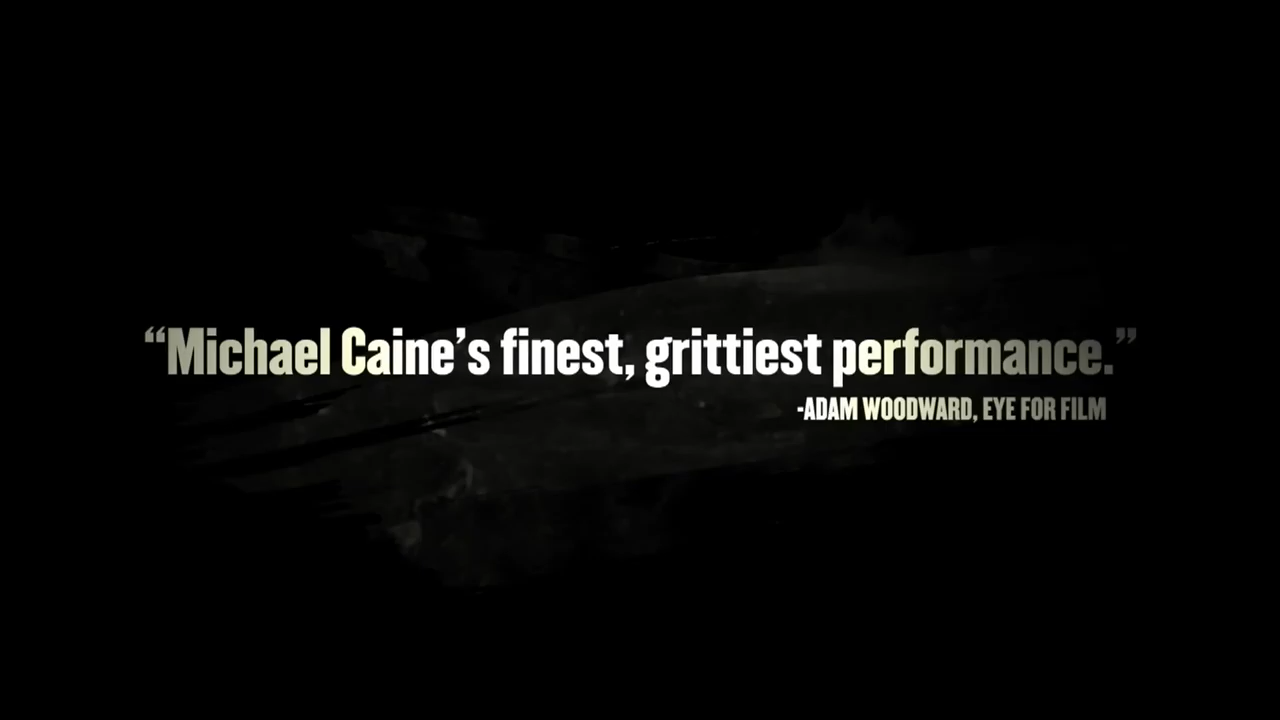 “Michael Caine’s finest, grittiest performance.”
-ADAM WOODWARD, EYE FOR FILM